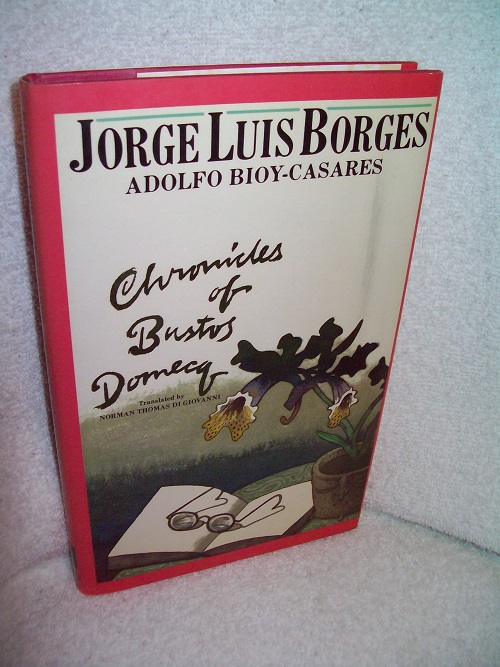 JORGE LUIS BORGES
ADOLFO BIOY-CASARES
Chronicles
of
Bustos
Domecq
Translated by
NORMAN THOMAS DI GIOVANNI